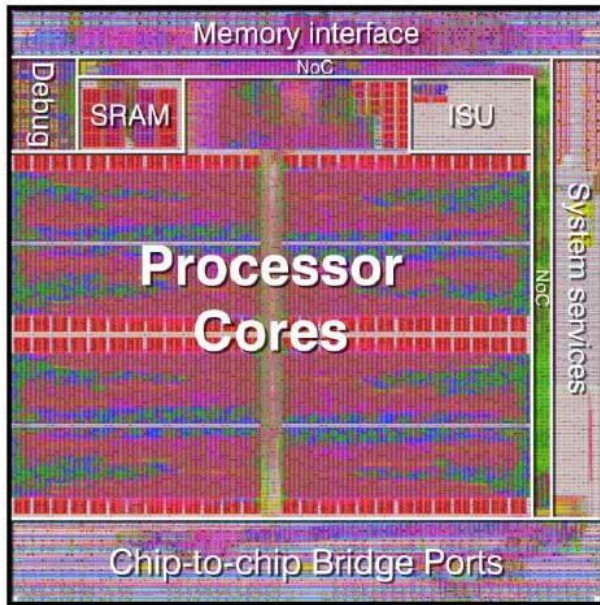 Memory interface
NoC
Debug
SRAM
ISU
Processor
Cores
NoC
System services
Chip-to-chip Bridge Ports